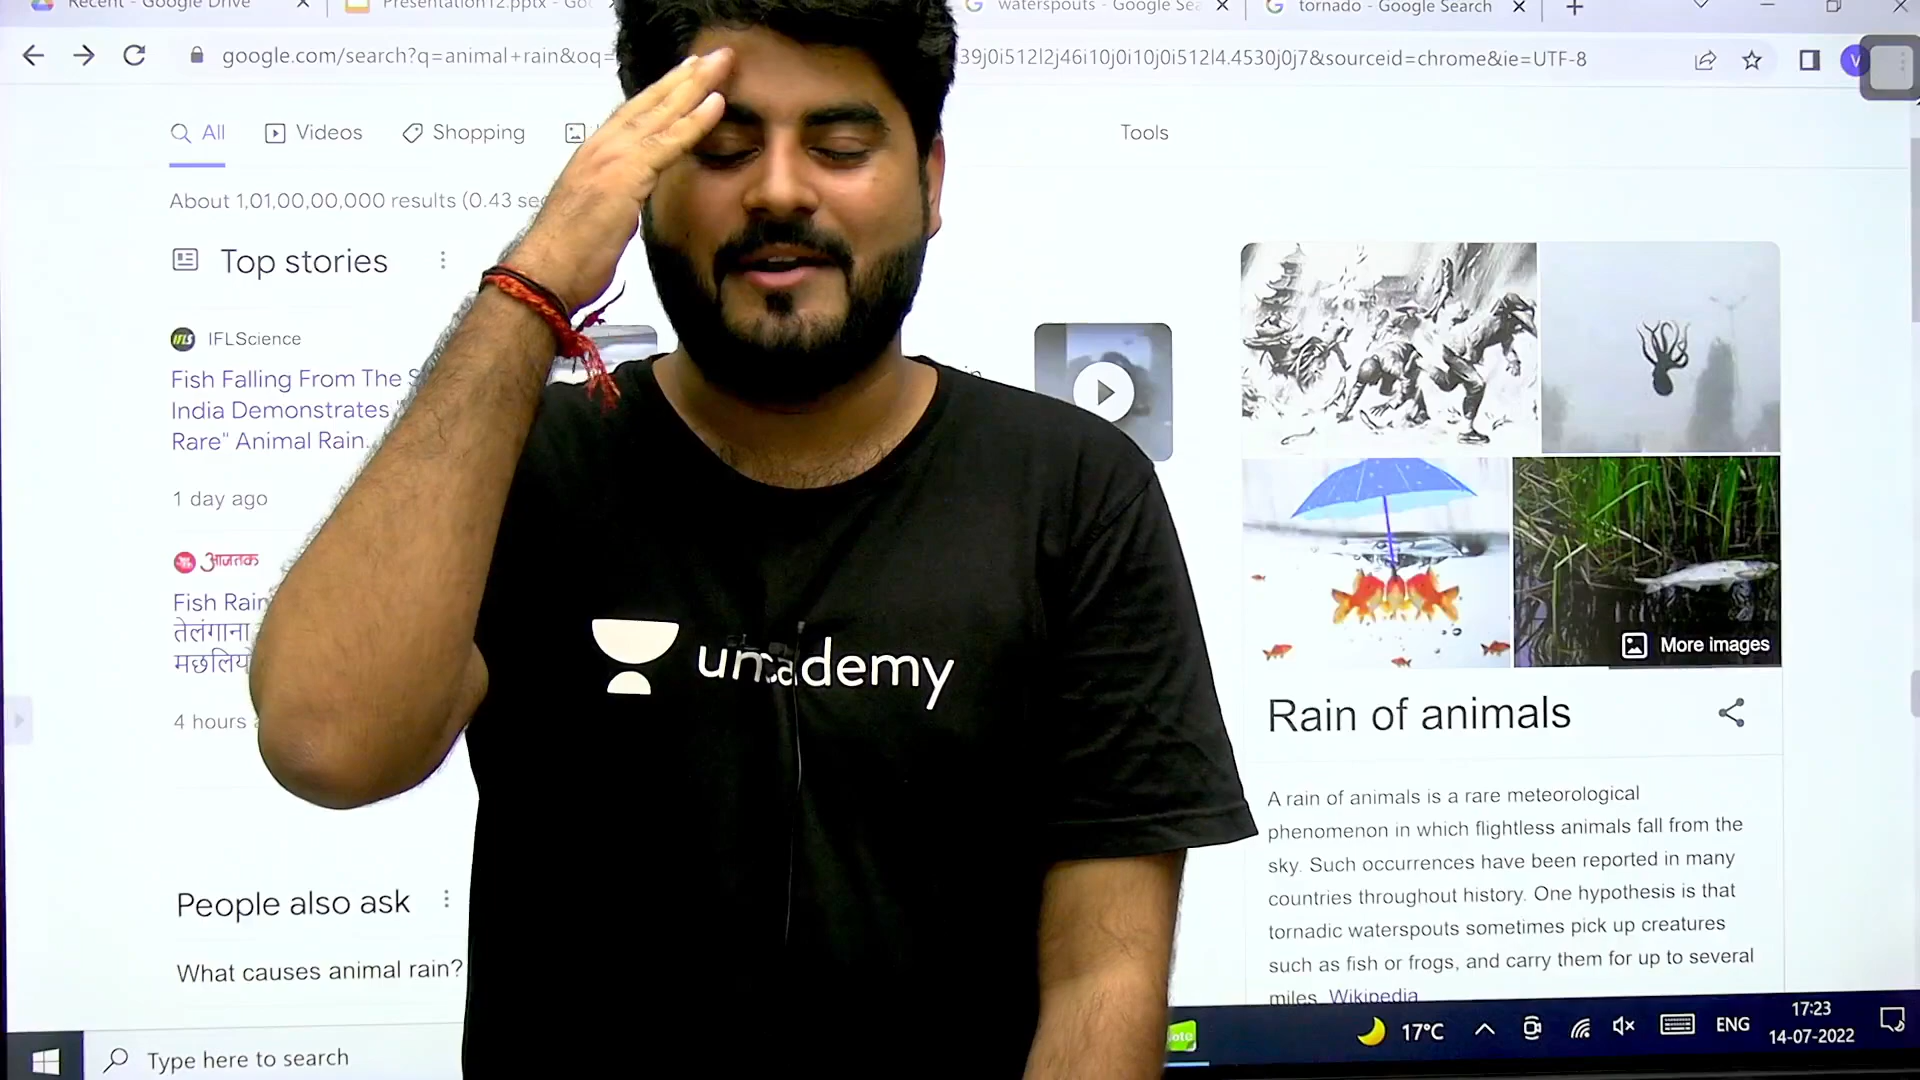 Recent - Google Drive
Presentation12.pptx - Goo
waterspouts - Google Sea
tornado - Google Search
google.com/search?q=animal+rain&oq=
39j0i512l2j46i10j0i10j0i512l4.4530j0j7&sourceid=chrome&ie=UTF-8
V
All
Videos
Shopping
Tools
About 1,01,00,00,000 results (0.43 sec
Top stories
IFLS
IFLScience
Fish Falling From The S
India Demonstrates "
Rare" Animal Rain...
1 day ago
आजतक
Fish Rain
तेलंगाना
मछलिय
4 hours a
People also ask
What causes animal rain?
unacademy
More images
Rain of animals
A rain of animals is a rare meteorological
phenomenon in which flightless animals fall from the
sky. Such occurrences have been reported in many
countries throughout history. One hypothesis is that
tornadic waterspouts sometimes pick up creatures
such as fish or frogs, and carry them for up to several
miles. Wikipedia
Type here to search
17°C
ENG
17:23
14-07-2022